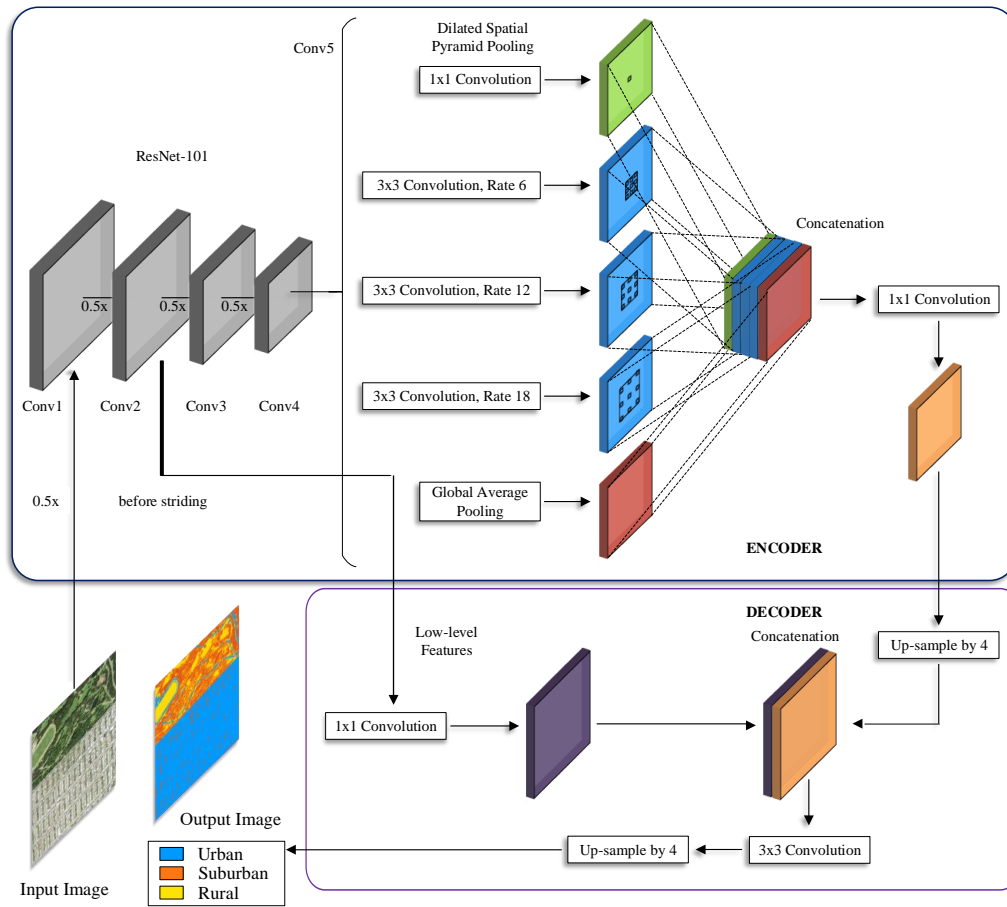 Conv5
Dilated Spatial
Pyramid Pooling
1x1 Convolution
ResNet-101
3x3 Convolution, Rate 6
Concatenation
3x3 Convolution, Rate 12
1x1 Convolution
0.5x
0.5x
0.5x
3x3 Convolution, Rate 18
Conv1
Conv2
Conv3
Conv4
0.5x
before striding
Global Average
Pooling
ENCODER
DECODER
Low-level
Features
Concatenation
Up-sample by 4
1x1 Convolution
Output Image
Up-sample by 4
3x3 Convolution
Urban
Suburban
Rural
Input Image